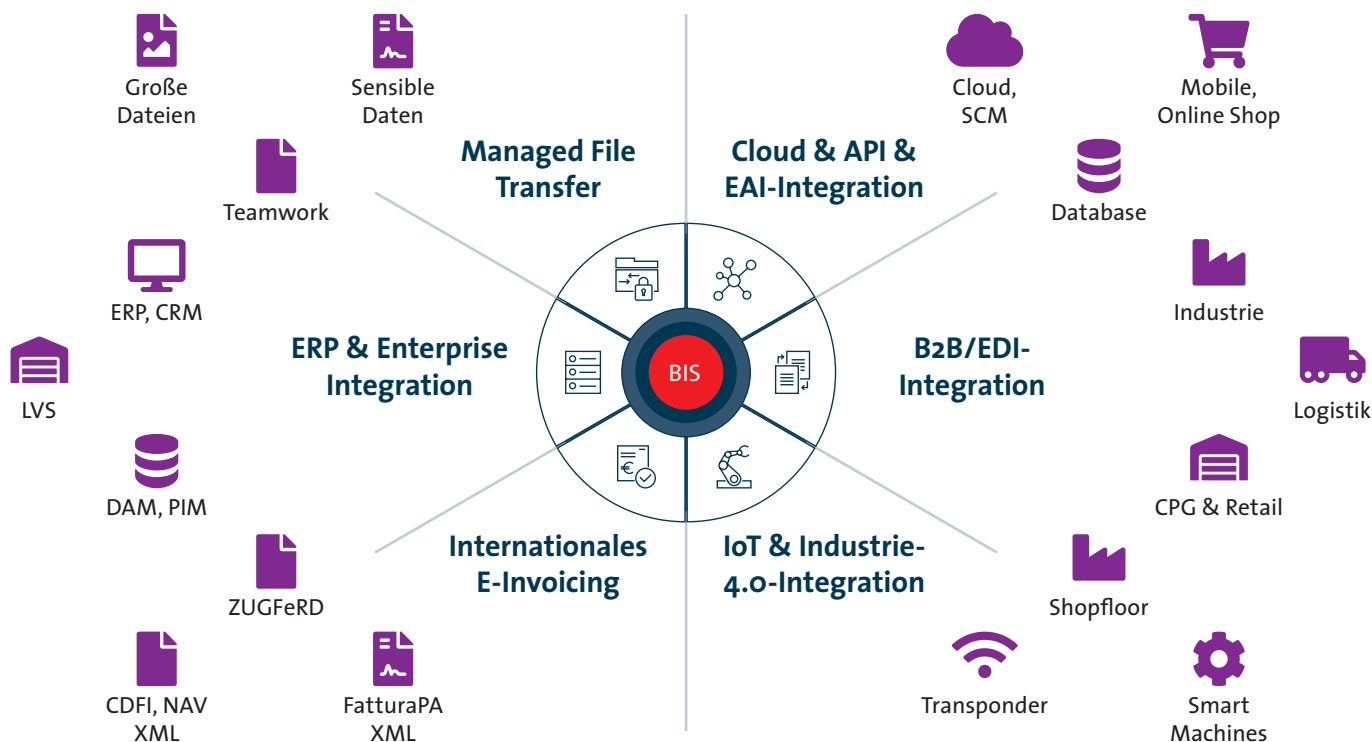 Große
Dateien
Sensible
Daten
Teamwork
Managed File
Transfer
Cloud & API &
EAI-Integration
Cloud,
SCM
Mobile,
Online Shop
Database
ERP, CRM
LVS
DAM, PIM
ERP & Enterprise
Integration
BIS
B2B/EDI-
Integration
Industrie
Logistik
CPG & Retail
Internationales
E-Invoicing
ZUGFeRD
CDFI, NAV
XML
FatturaPA
XML
IoT & Industrie-
4.0-Integration
Shopfloor
Transponder
Smart
Machines